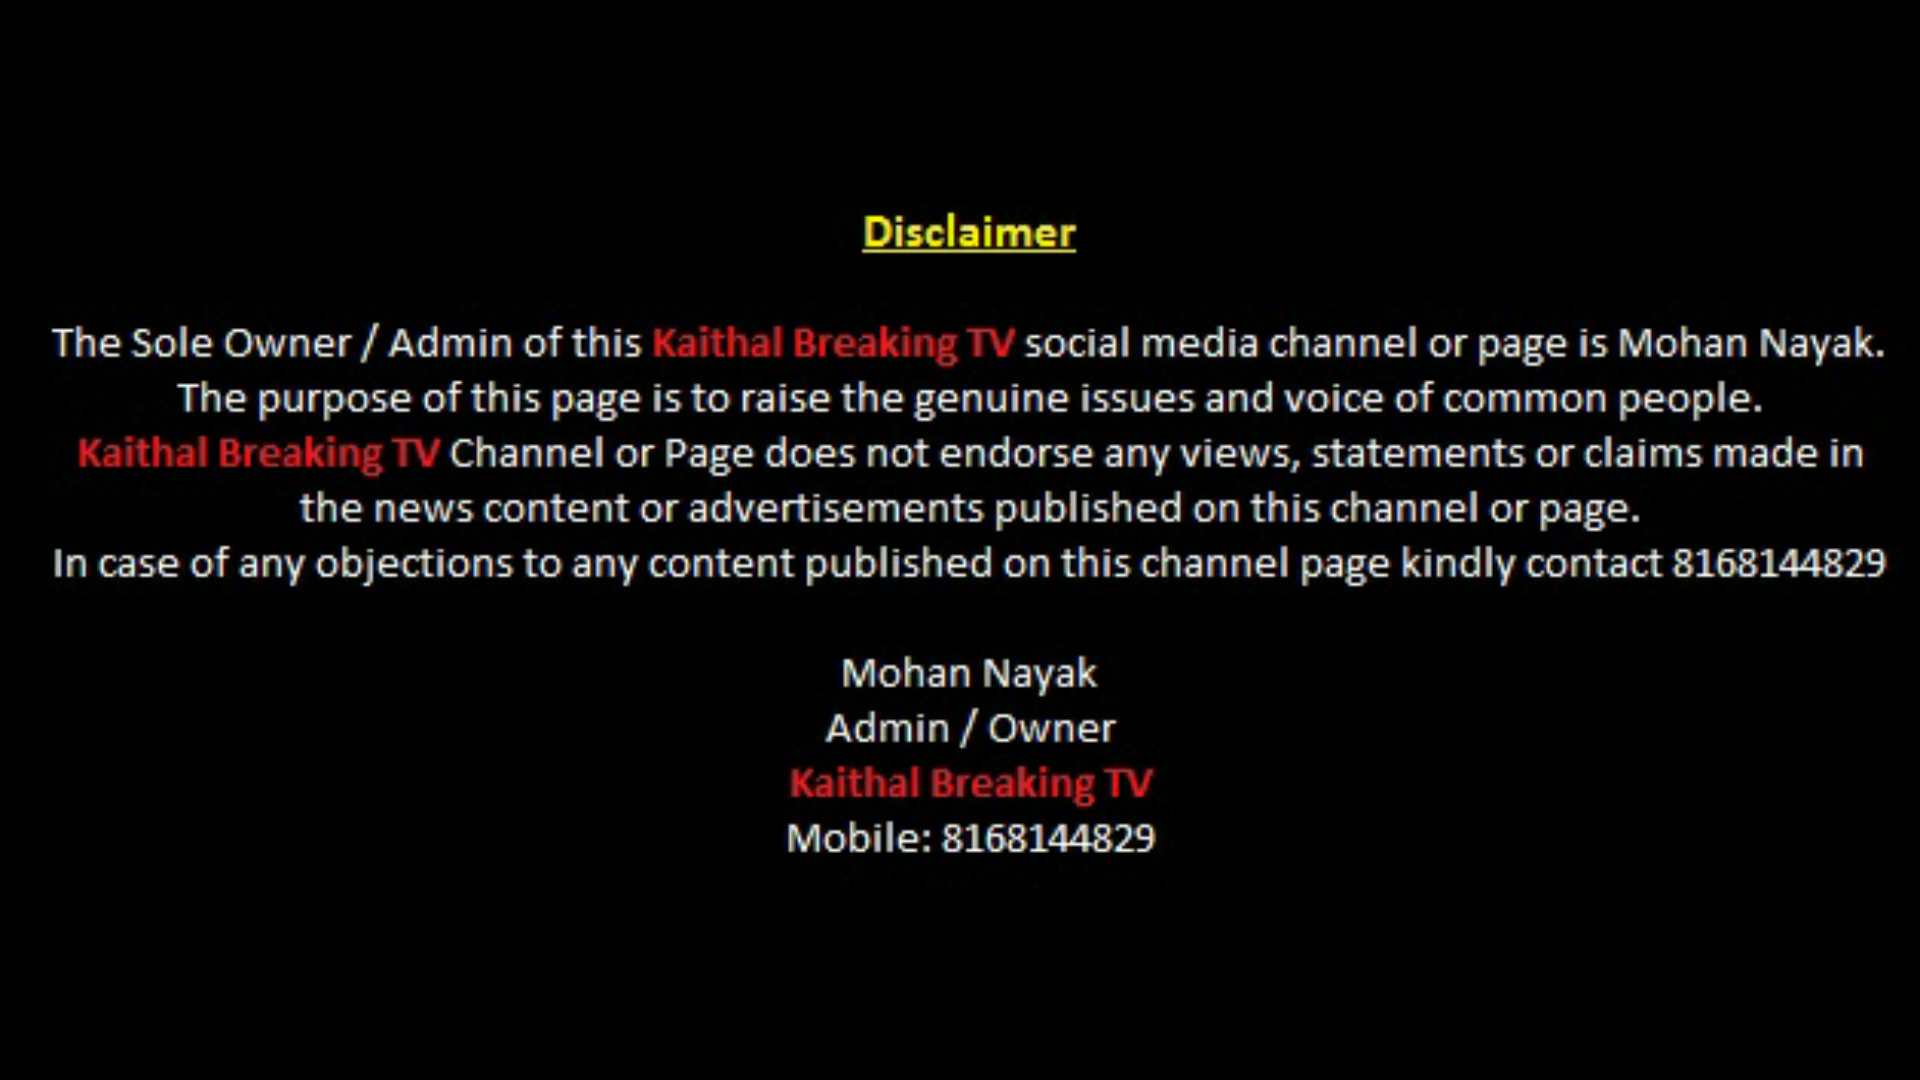 Disclaimer
The Sole Owner / Admin of this Kaithal Breaking TV social media channel or page is Mohan Nayak.
The purpose of this page is to raise the genuine issues and voice of common people.
Kaithal Breaking TV Channel or Page does not endorse any views, statements or claims made in
the news content or advertisements published on this channel or page.
In case of any objections to any content published on this channel page kindly contact 8168144829
Mohan Nayak
Admin / Owner
Kaithal Breaking TV
Mobile: 8168144829